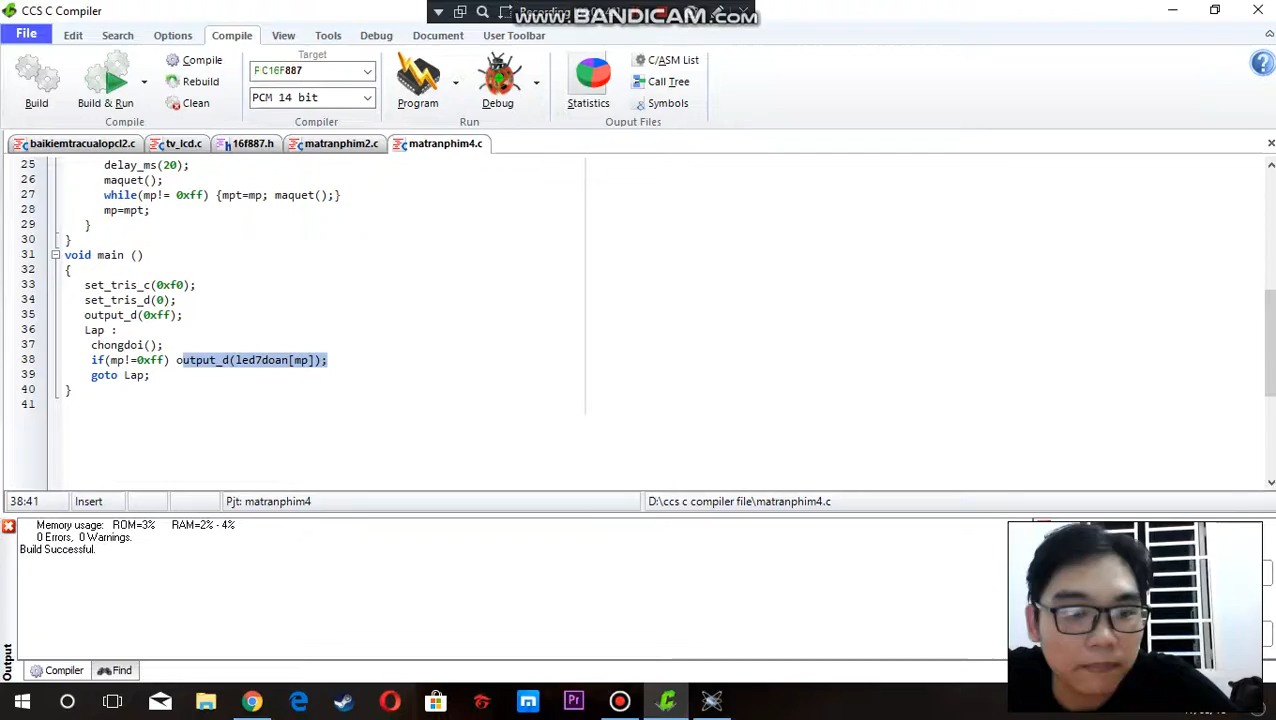 CCS C Compiler
Recording
www.BANDICAM.com
File Edit Search Options Compile View Tools Debug Document User Toolbar
Build
Build & Run
Compile
Rebuild
Clean
Compile
Target
PIC16F887
PCM 14 bit
Compiler
Program
Debug
Run
Statistics
C/ASM List
Call Tree
Symbols
Ouput Files
baikiemtracualopcl2.c tv_lcd.c 16f887.h matranphim2.c matranphim4.c
25 delay_ms(20);
26 maquet();
27 while(mp!= 0xff) {mpt=mp; maquet();}
28 mp=mpt;
29 }
30 }
31 void main ()
32 {
33 set_tris_c(0xf0);
34 set_tris_d(0);
35 output_d(0xff);
36 Lap :
37 chongdoi();
38 if(mp!=0xff) output_d(led7doan[mp]);
39 goto Lap;
40 }
41
38:41 Insert Pjt: matranphim4 D:\ccs c compiler file\matranphim4.c
Memory usage: ROM=3% RAM=2% - 4%
0 Errors, 0 Warnings.
Build Successful.
Output
Compiler Find